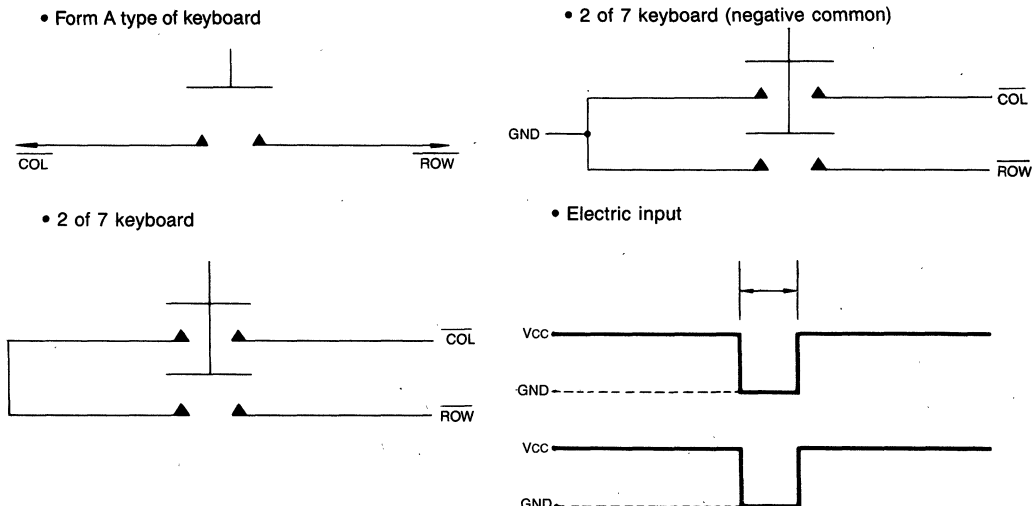 • Form A type of keyboard
COL
ROW
• 2 of 7 keyboard (negative common)
COL
GND
ROW
• 2 of 7 keyboard
COL
ROW
• Electric input
VCC
GND
VCC
GND